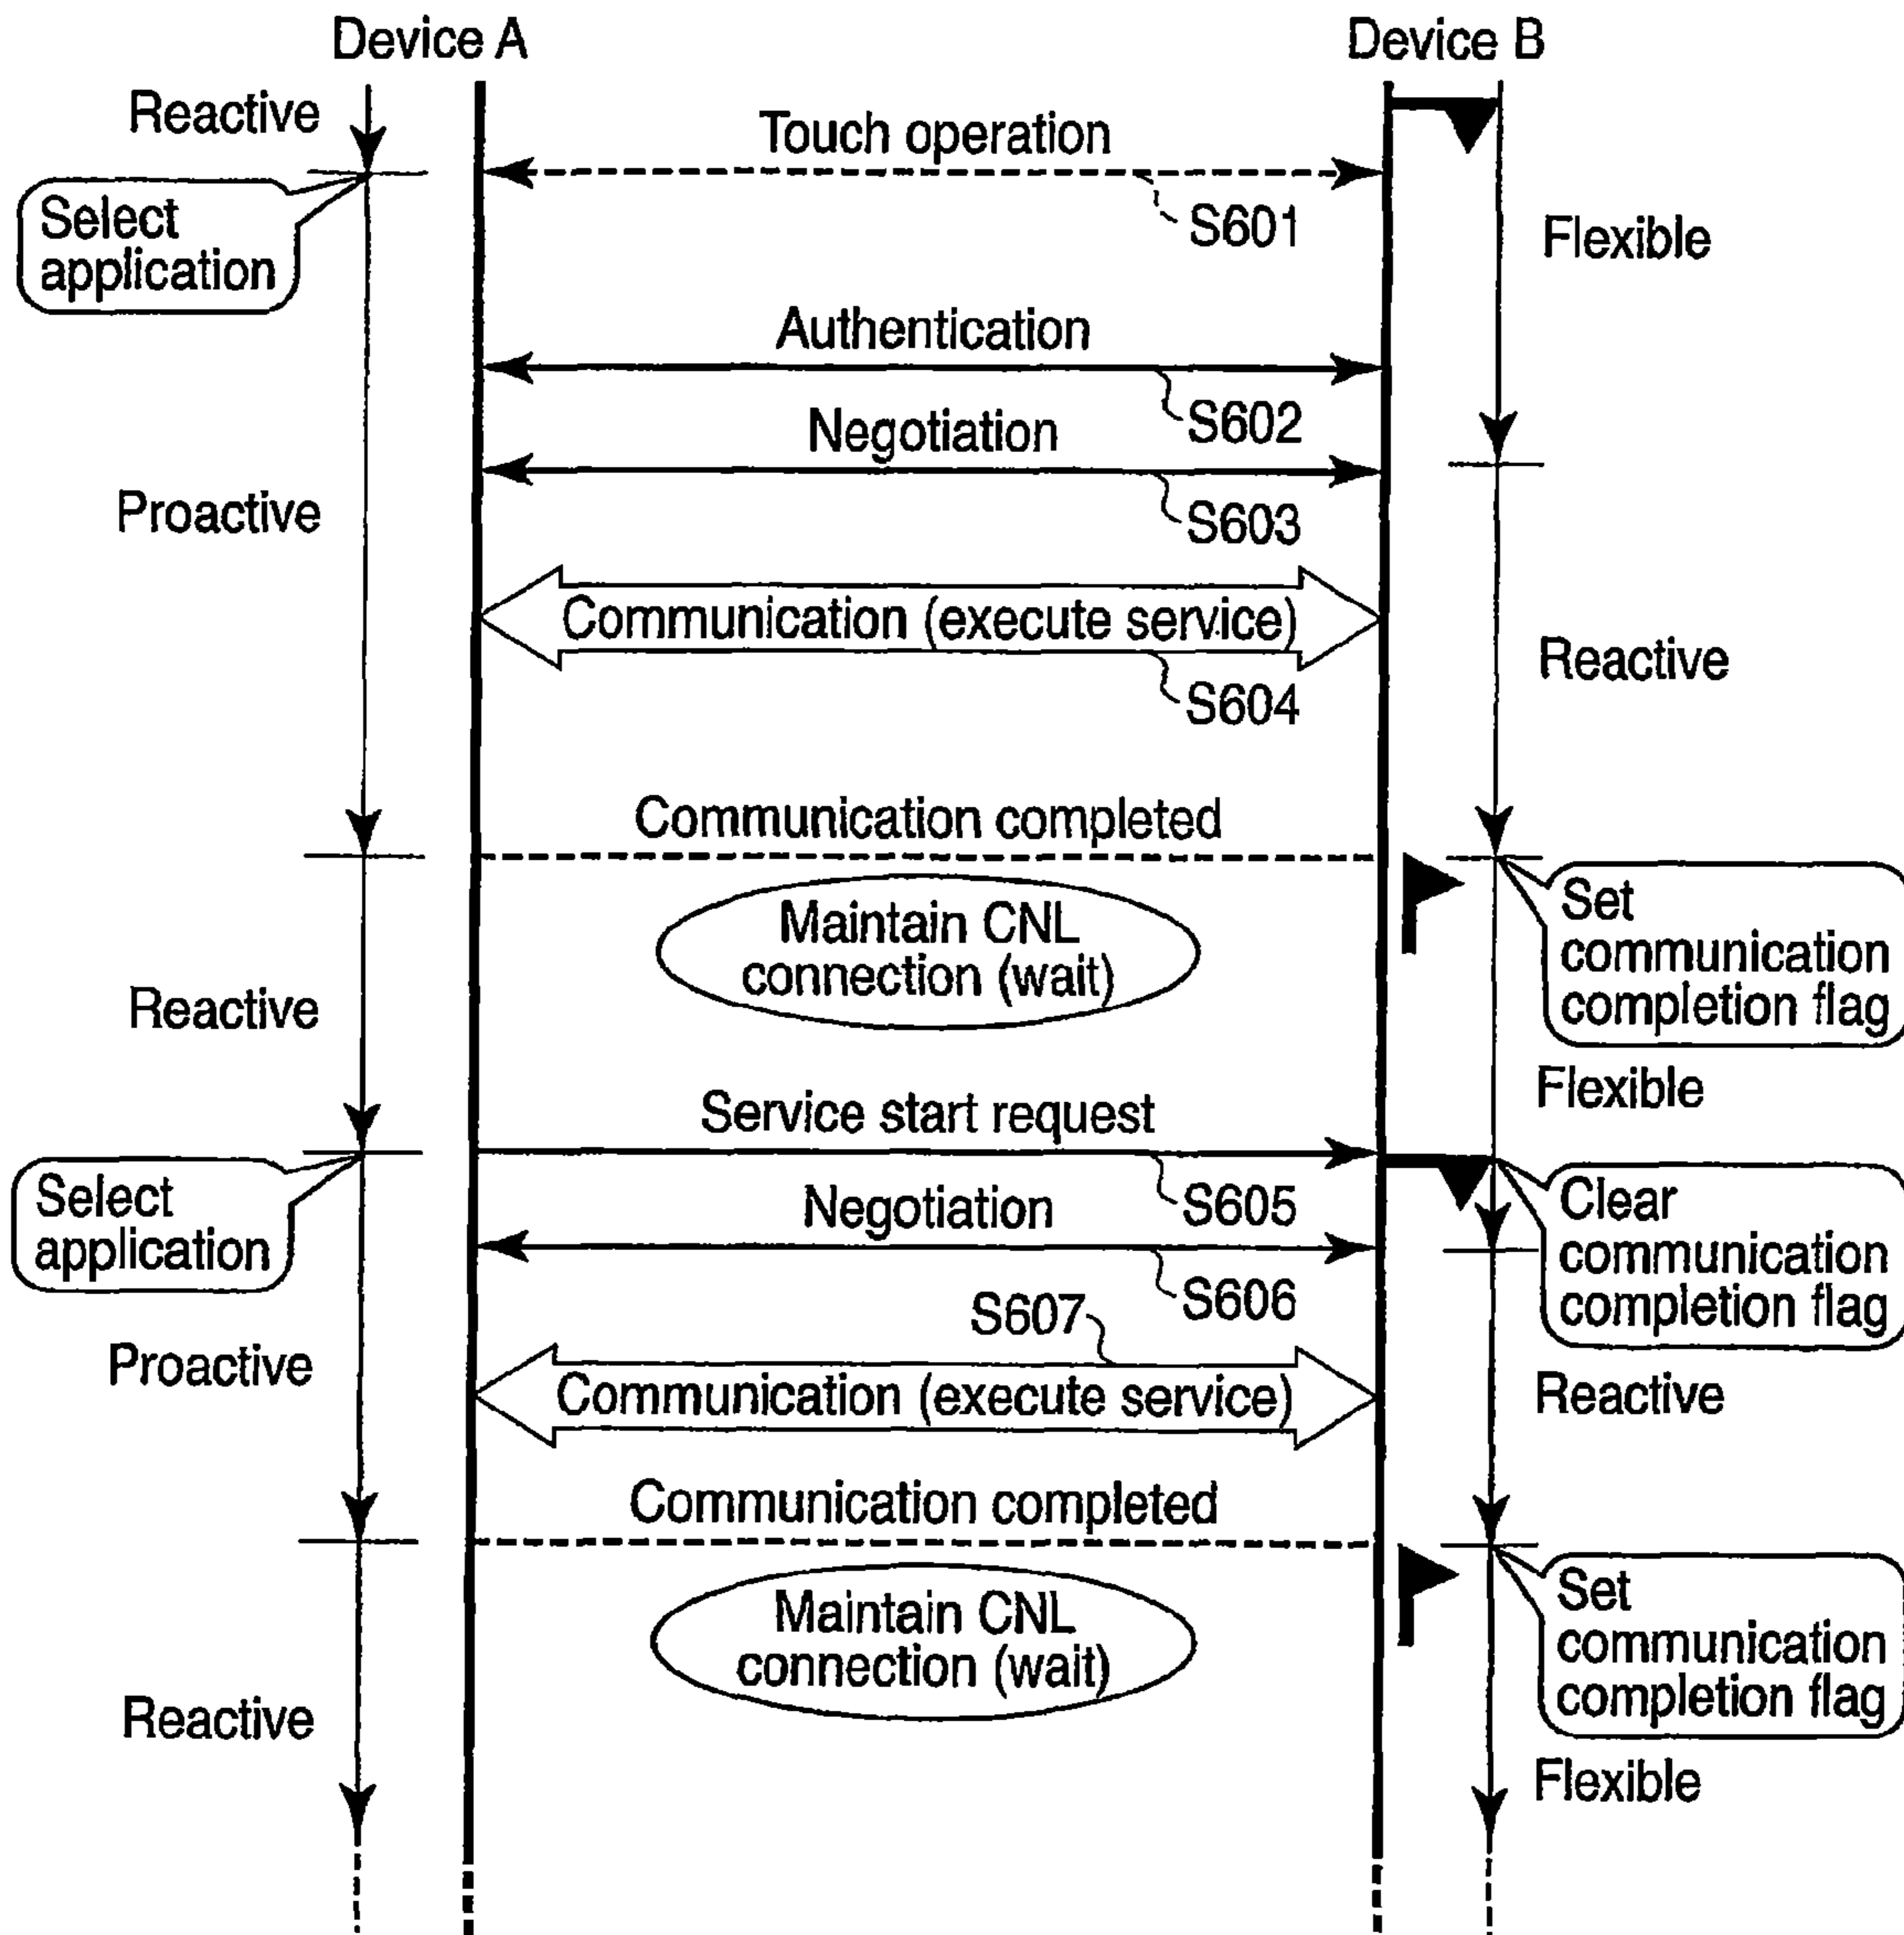 Device A
Device B
Reactive
Touch operation
S601
Select
application
Flexible
Authentication
S602
Negotiation
S603
Proactive
Communication (execute service)
S604
Reactive
Communication completed
Set
communication
completion flag
Maintain CNL
connection (wait)
Reactive
Flexible
Service start request
S605
Select
application
Clear
communication
completion flag
Negotiation
S606
S607
Proactive
Communication (execute service)
Reactive
Communication completed
Set
communication
completion flag
Maintain CNL
connection (wait)
Reactive
Flexible